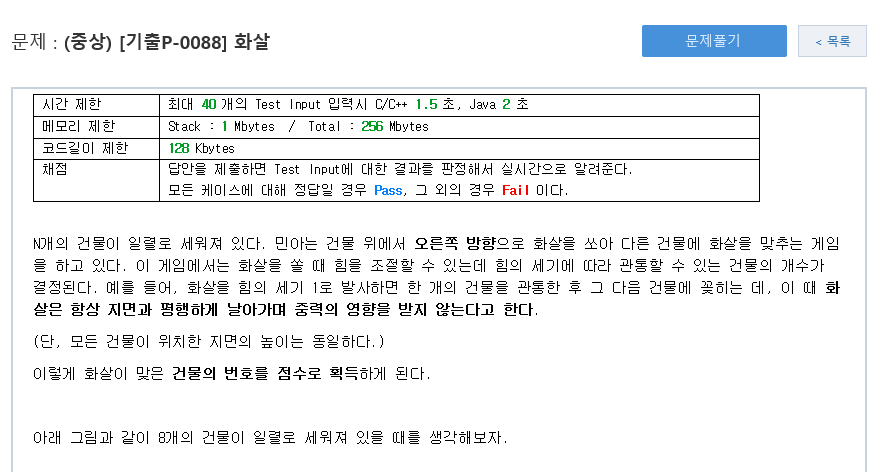 문제 : (중상) [기출P-0088] 화살
문제풀기
< 목록
시간 제한 최대 40개의 Test Input 입력시 C/C++ 1.5초, Java 2초
메모리 제한 Stack : 1 Mbytes / Total : 256 Mbytes
코드길이 제한 128 Kbytes
채점 답안을 제출하면 Test Input에 대한 결과를 판정해서 실시간으로 알려준다.
모든 케이스에 대해 정답일 경우 Pass, 그 외의 경우 Fail 이다.
N개의 건물이 일렬로 세워져 있다. 민아는 건물 위에서 오른쪽 방향으로 화살을 쏘아 다른 건물에 화살을 맞추는 게임
을 하고 있다. 이 게임에서는 화살을 쏠 때 힘을 조절할 수 있는데 힘의 세기에 따라 관통할 수 있는 건물의 개수가
결정된다. 예를 들어, 화살을 힘의 세기 1로 발사하면 한 개의 건물을 관통한 후 그 다음 건물에 꽂히는 데, 이 때 화
살은 항상 지면과 평행하게 날아가며 중력의 영향을 받지 않는다고 한다.
(단, 모든 건물이 위치한 지면의 높이는 동일하다.)
이렇게 화살이 맞은 건물의 번호를 점수로 획득하게 된다.
아래 그림과 같이 8개의 건물이 일렬로 세워져 있을 때를 생각해보자.